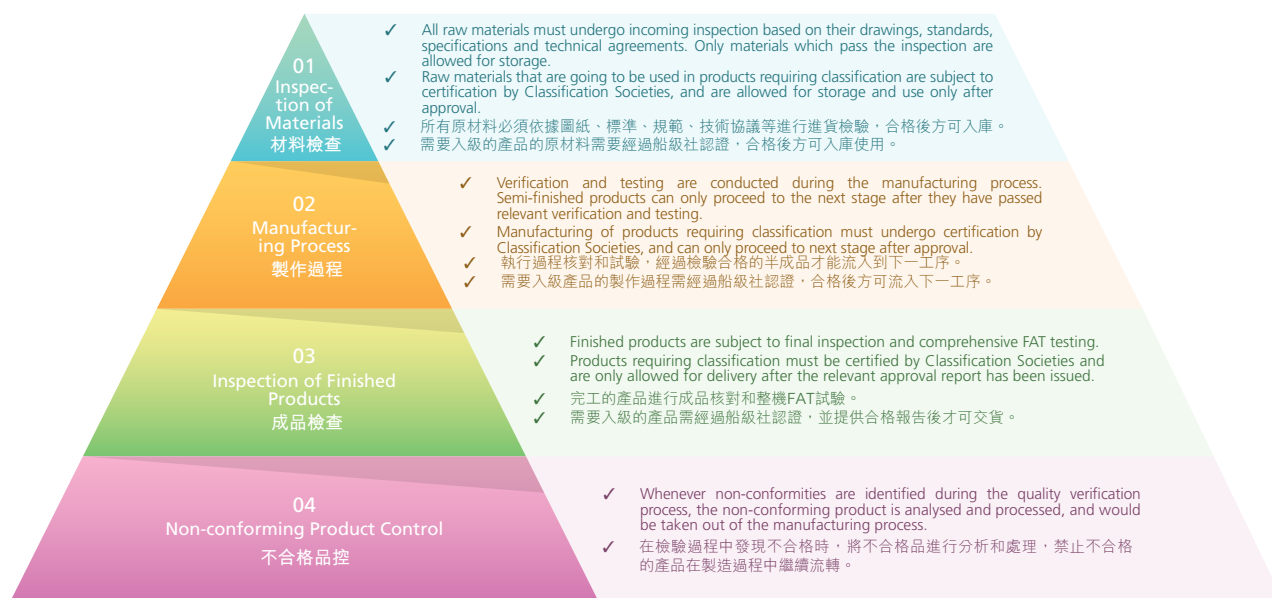 01
Inspec-
tion of
Materials
材料檢查
✓ All raw materials must undergo incoming inspection based on their drawings, standards,
specifications and technical agreements. Only materials which pass the inspection are
allowed for storage.
✓ Raw materials that are going to be used in products requiring classification are subject to
certification by Classification Societies, and are allowed for storage and use only after
approval.
✓ 所有原材料必須依據圖紙、標準、規範、技術協議等進行進貨檢驗，合格後方可入庫。
✓ 需要入級的產品的原材料需要經過船級社認證，合格後方可入庫使用。
02
Manufactur-
ing Process
製作過程
✓ Verification and testing are conducted during the manufacturing process.
Semi-finished products can only proceed to the next stage after they have passed
relevant verification and testing.
✓ Manufacturing of products requiring classification must undergo certification by
Classification Societies, and can only proceed to next stage after approval.
✓ 執行過程核對和試驗，經過檢驗合格的半成品才能流入到下一工序。
✓ 需要入級產品的製作過程需經過船級社認證，合格後方可流入下一工序。
03
Inspection of Finished
Products
成品檢查
✓ Finished products are subject to final inspection and comprehensive FAT testing.
✓ Products requiring classification must be certified by Classification Societies and
are only allowed for delivery after the relevant approval report has been issued.
✓ 完工的產品進行成品核對和整機FAT試驗。
✓ 需要入級的產品需經過船級社認證，並提供合格報告後才可交貨。
04
Non-conforming Product Control
不合格品控
✓ Whenever non-conformities are identified during the quality verification
process, the non-conforming product is analysed and processed, and would
be taken out of the manufacturing process.
✓ 在檢驗過程中發現不合格時，將不合格品進行分析和處理，禁止不合格
的產品在製造過程中繼續流轉。